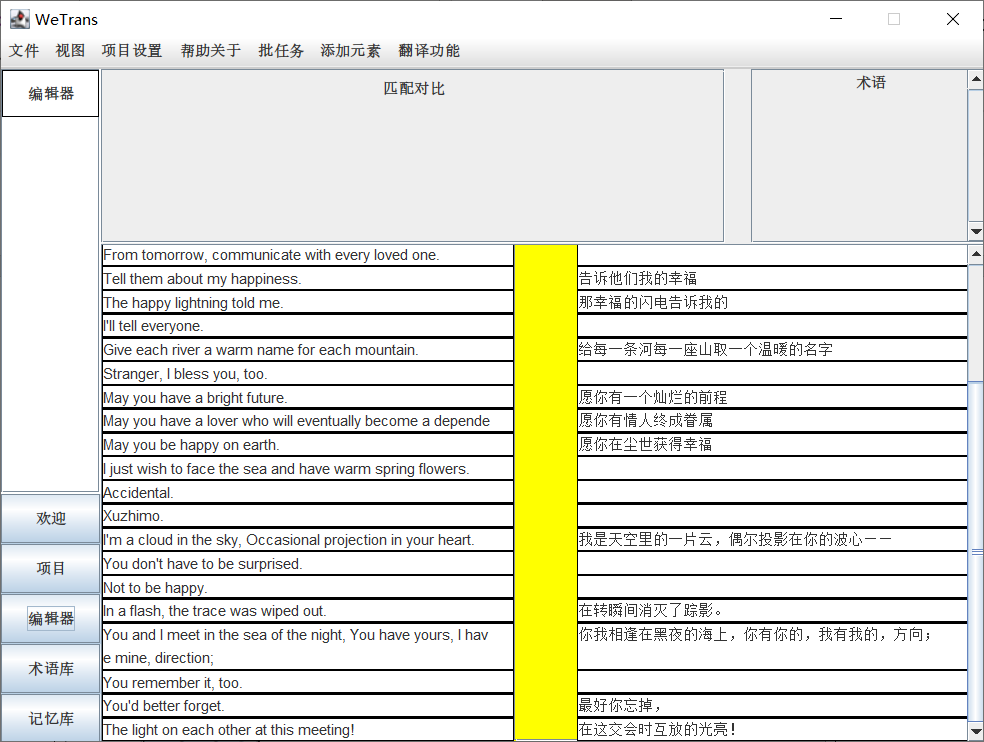 WeTrans
文件 视图 项目设置 帮助关于 批任务 添加元素 翻译功能
编辑器
匹配对比
术语
From tomorrow, communicate with every loved one.
Tell them about my happiness. 告诉他们我的幸福
The happy lightning told me. 那幸福的闪电告诉我的
I'll tell everyone.
Give each river a warm name for each mountain. 给每一条河每一座山取一个温暖的名字
Stranger, I bless you, too.
May you have a bright future. 愿你有一个灿烂的前程
May you have a lover who will eventually become a depende 愿你有情人终成眷属
May you be happy on earth. 愿你在尘世获得幸福
I just wish to face the sea and have warm spring flowers.
Accidental.
Xuzhimo.
I'm a cloud in the sky, Occasional projection in your heart. 我是天空里的一片云，偶尔投影在你的波心——
You don't have to be surprised.
Not to be happy.
In a flash, the trace was wiped out. 在转瞬间消灭了踪影。
You and I meet in the sea of the night, You have yours, I hav 你我相逢在黑夜的海上，你有你的，我有我的，方向；
e mine, direction;
You remember it, too.
You'd better forget. 最好你忘掉，
The light on each other at this meeting! 在这交会时互放的光亮！
欢迎
项目
编辑器
术语库
记忆库